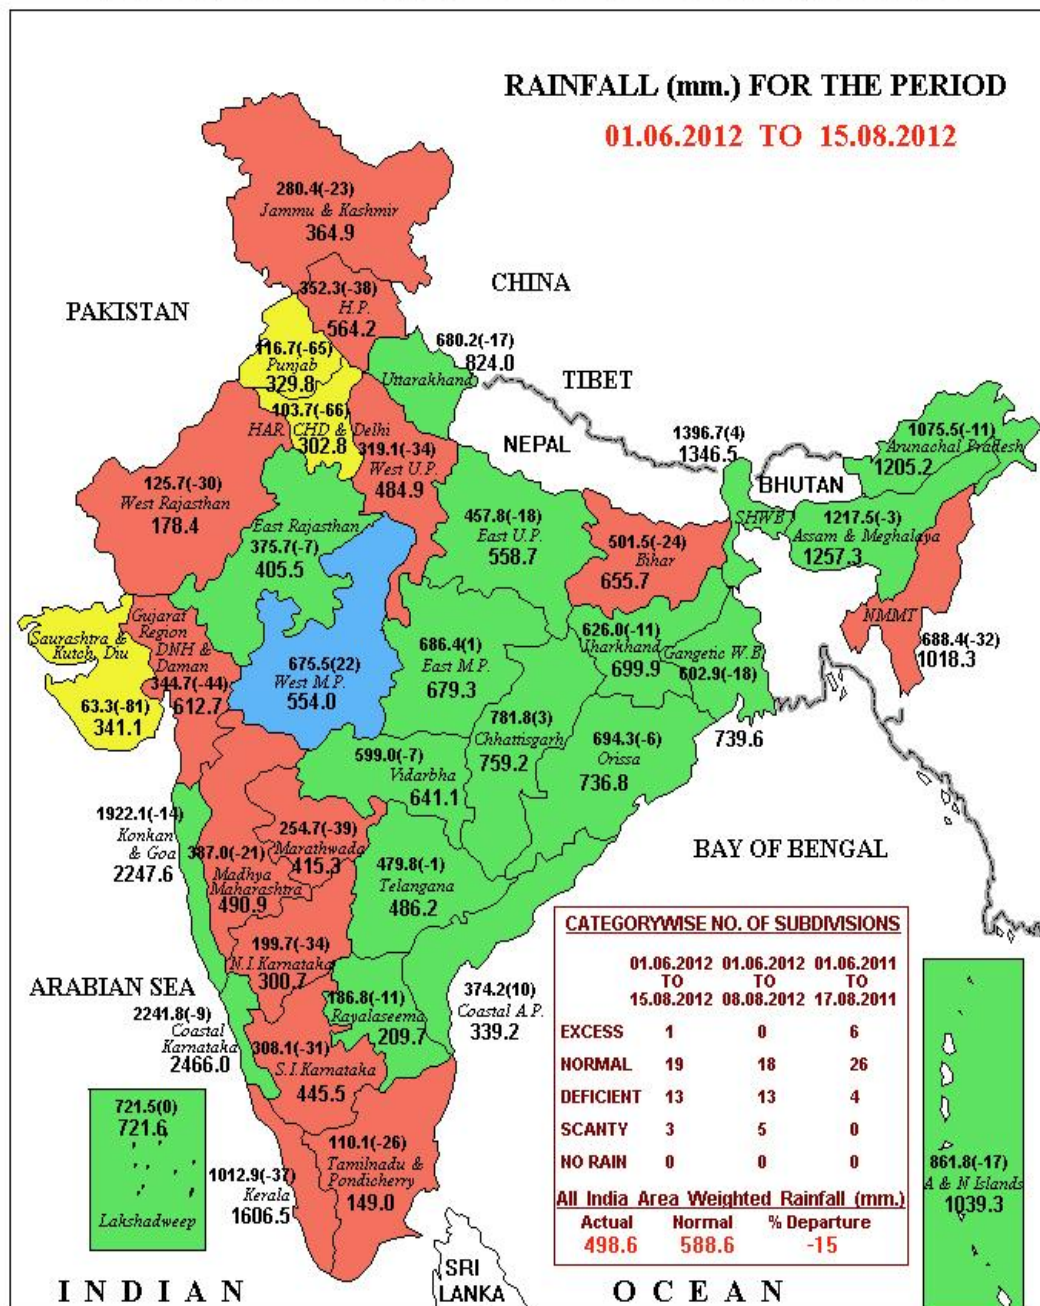 RAINFALL (mm.) FOR THE PERIOD
01.06.2012 TO 15.08.2012
280.4(-23)
Jammu & Kashmir
364.9
CHINA
352.3(-38)
H.P.
564.2
PAKISTAN
680.2(-17)
824.0
Uttarakhand
116.7(-65)
Punjab
329.8
TIBET
103.7(-66)
HAR CHD & Delhi
302.8
319.1(-34)
West U.P.
484.9
NEPAL
1396.7(4)
1346.5
SHWB
BHUTAN
1075.5(-11)
Arunachal Pradesh
1205.2
125.7(-30)
West Rajasthan
178.4
East Rajasthan
375.7(-7)
405.5
457.8(-18)
East U.P.
558.7
501.5(-24)
Bihar
655.7
1217.5(-3)
Assam & Meghalaya
1257.3
NMMT
688.4(-32)
1018.3
Saurashtra &
Kutch, Diu
63.3(-81)
341.1
Gujarat
Region
DNH &
Daman
344.7(-44)
612.7
675.5(22)
West M.P.
554.0
686.4(1)
East M.P.
679.3
626.0(-11)
Jharkhand
699.9
Gangetic W.B
602.9(-18)
739.6
781.8(3)
Chhattisgarh
759.2
694.3(-6)
Orissa
736.8
599.0(-7)
Vidarbha
641.1
1922.1(-14)
Konkan
& Goa
2247.6
387.0(-21)
Madhya
Maharashtra
490.9
254.7(-39)
Marathwada
415.3
479.8(-1)
Telangana
486.2
BAY OF BENGAL
199.7(-34)
N.I.Karnataka
300.7
ARABIAN SEA
2241.8(-9)
Coastal
Karnataka
2466.0
186.8(-11)
Rayalaseema
209.7
374.2(10)
Coastal A.P.
339.2
308.1(-31)
S.I.Karnataka
445.5
721.5(0)
721.6
Lakshadweep
1012.9(-37)
Kerala
1606.5
110.1(-26)
Tamilnadu &
Pondicherry
149.0
CATEGORYWISE NO. OF SUBDIVISIONS
01.06.2012 01.06.2012 01.06.2011
TO TO TO
15.08.2012 08.08.2012 17.08.2011
EXCESS 1 0 6
NORMAL 19 18 26
DEFICIENT 13 13 4
SCANTY 3 5 0
NO RAIN 0 0 0
All India Area Weighted Rainfall (mm.)
Actual Normal % Departure
498.6 588.6 -15
861.8(-17)
A & N Islands
1039.3
SRI
LANKA
INDIAN OCEAN